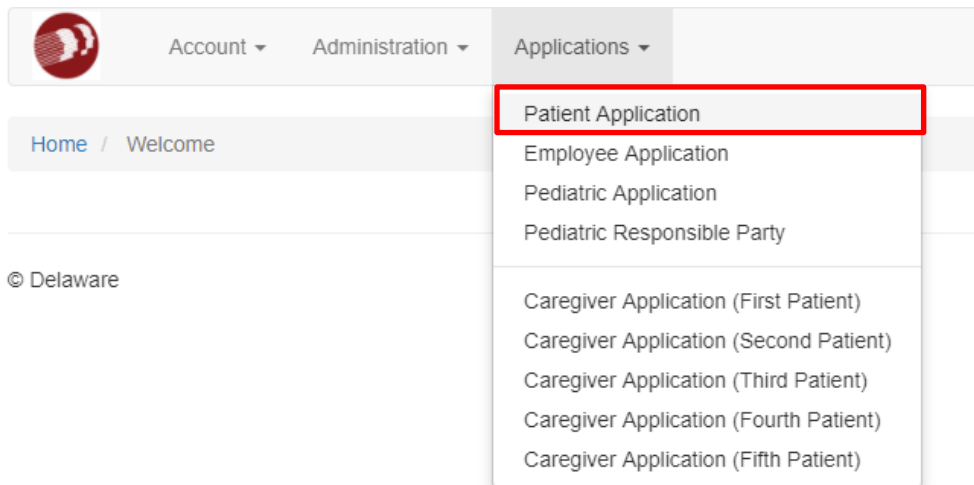 Account Administration Applications
Home / Welcome
Patient Application
Employee Application
Pediatric Application
Pediatric Responsible Party
Caregiver Application (First Patient)
Caregiver Application (Second Patient)
Caregiver Application (Third Patient)
Caregiver Application (Fourth Patient)
Caregiver Application (Fifth Patient)
© Delaware